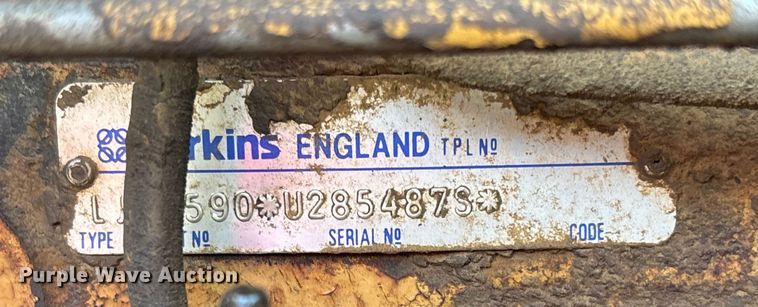 rkins ENGLAND TPL Nº
590*U285487S*
TYPE Nº SERIAL Nº CODE
Purple Wave Auction